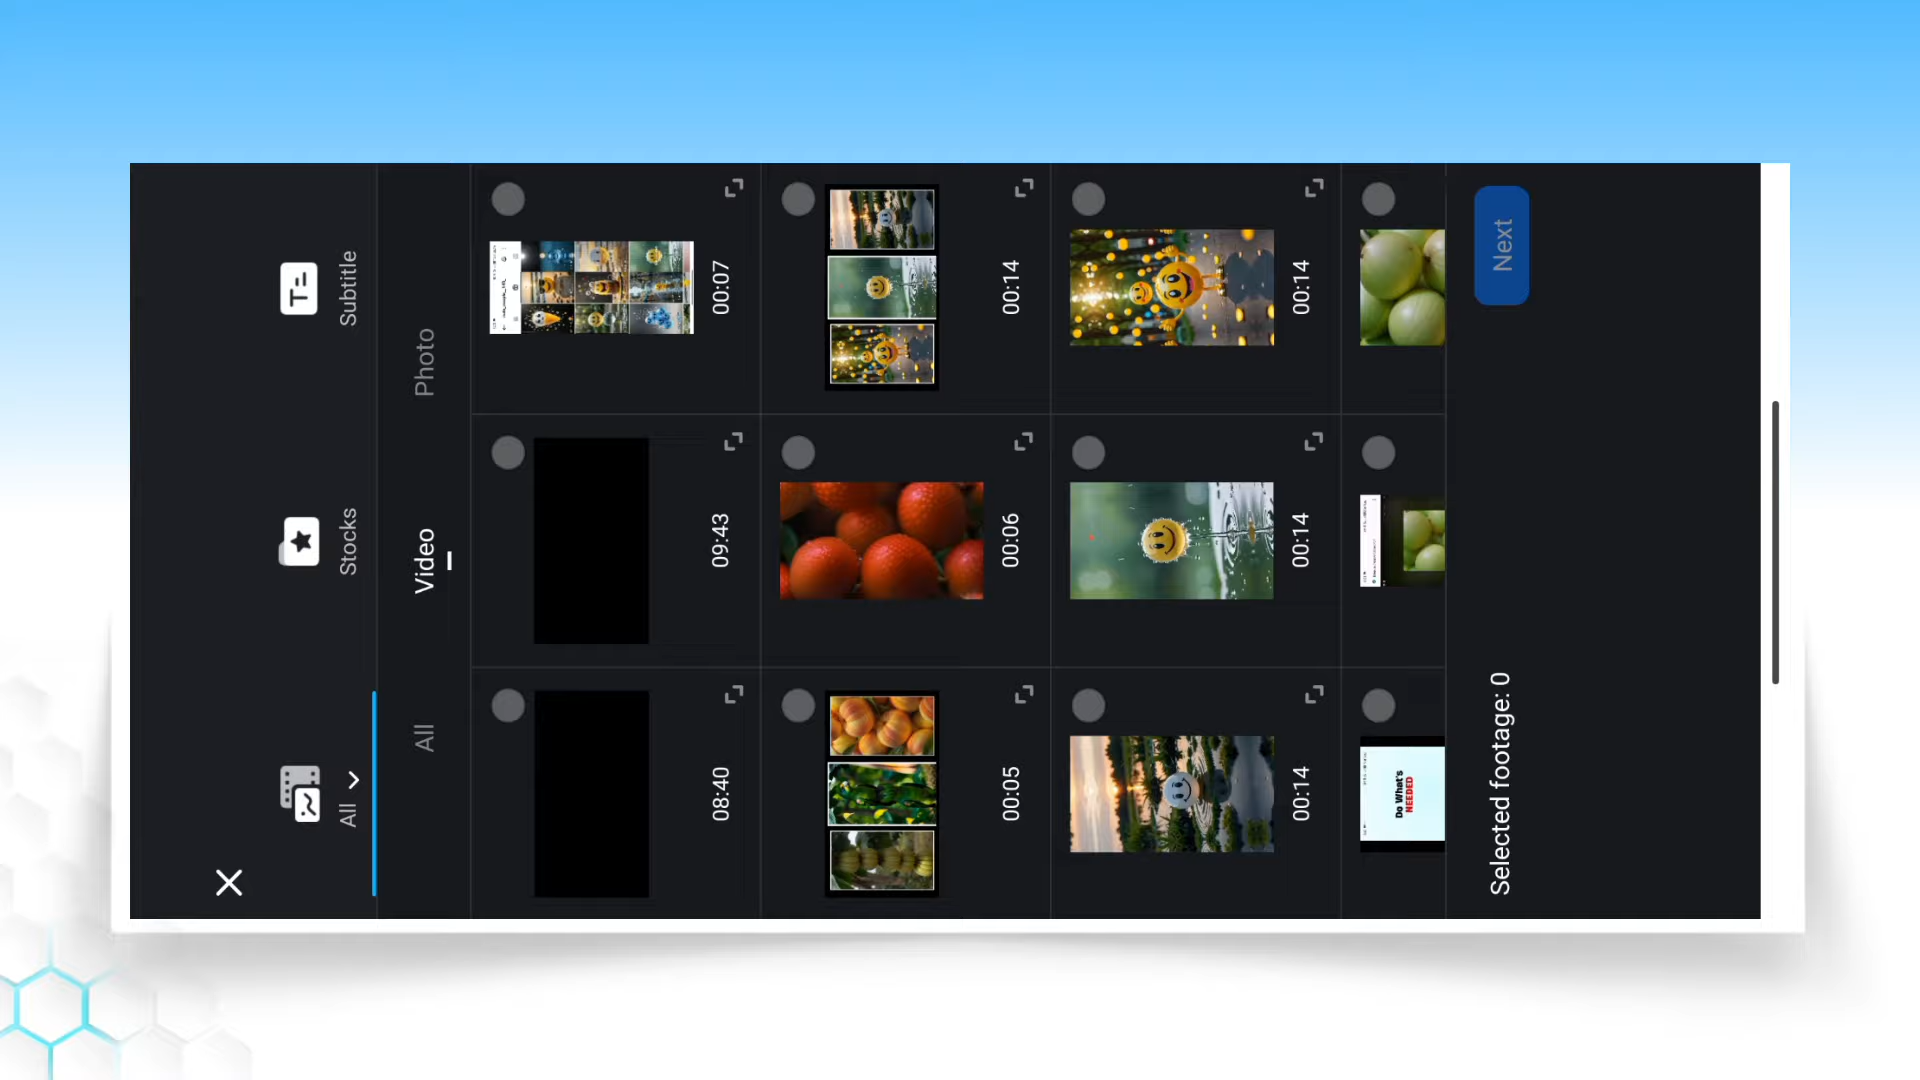 All
Stocks
Subtitle
All
Video
Photo
08:40
09:43
00:07
00:05
00:06
00:14
00:14
00:14
00:14
Do What's
NEEDED
Selected footage: 0
Next